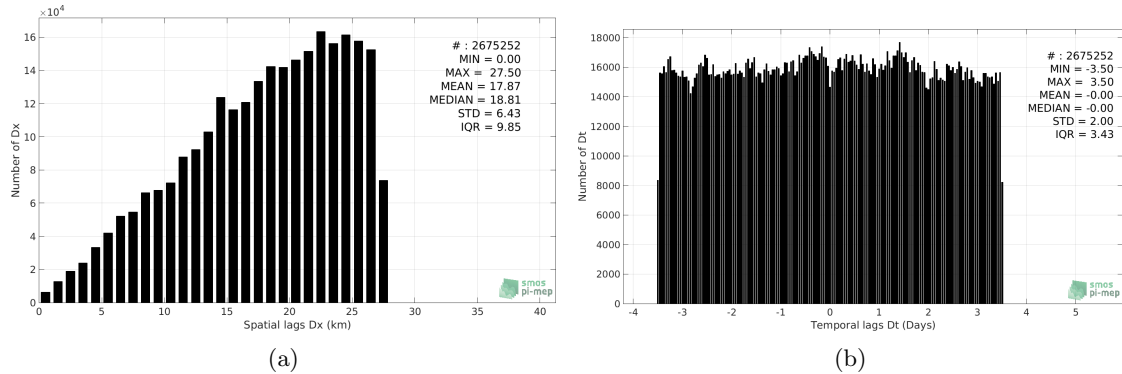 ×10⁴
16
14
12
10
8
6
4
2
0
Number of Dx
# : 2675252
MIN = 0.00
MAX = 27.50
MEAN = 17.87
MEDIAN = 18.81
STD = 6.43
IQR = 9.85
smos
pi-mep
0 5 10 15 20 25 30 35 40
Spatial lags Dx (km)
(a)
18000
16000
14000
12000
10000
8000
6000
4000
2000
0
Number of Dt
# : 2675252
MIN = -3.50
MAX = 3.50
MEAN = -0.00
MEDIAN = -0.00
STD = 2.00
IQR = 3.43
smos
pi-mep
-4 -3 -2 -1 0 1 2 3 4 5
Temporal lags Dt (Days)
(b)